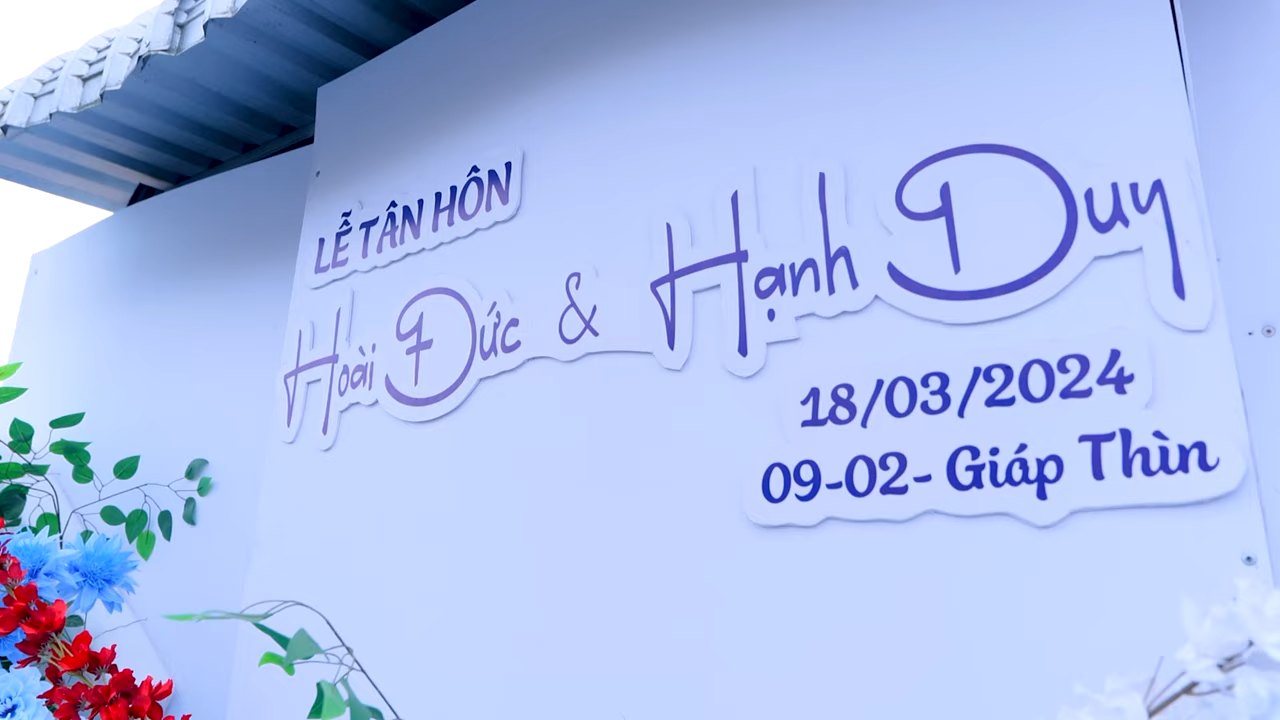 LỄ TÂN HÔN
Hoài Đức & Hạnh Duy
18/03/2024
09-02- Giáp Thìn